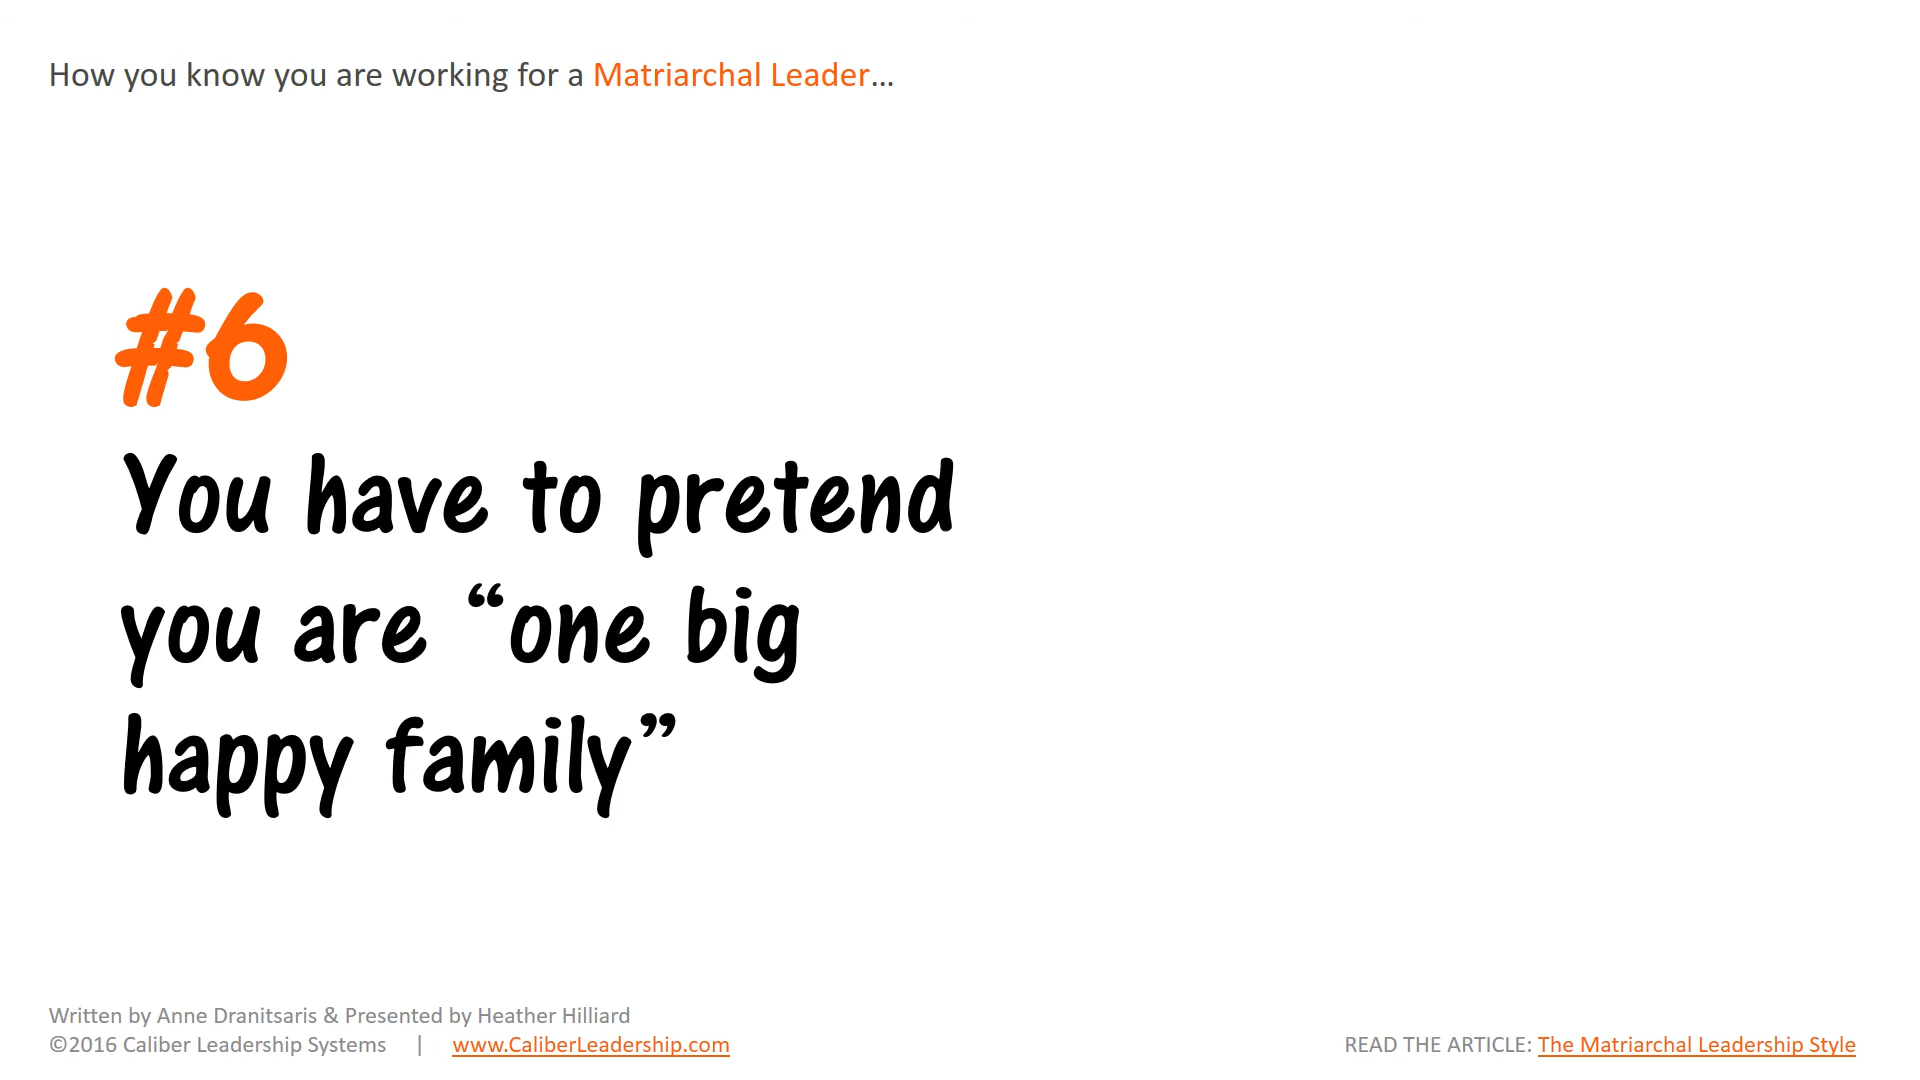 How you know you are working for a Matriarchal Leader...
#6
You have to pretend
you are “one big
happy family”
Written by Anne Dranitsaris & Presented by Heather Hilliard
©2016 Caliber Leadership Systems | www.CaliberLeadership.com
READ THE ARTICLE: The Matriarchal Leadership Style